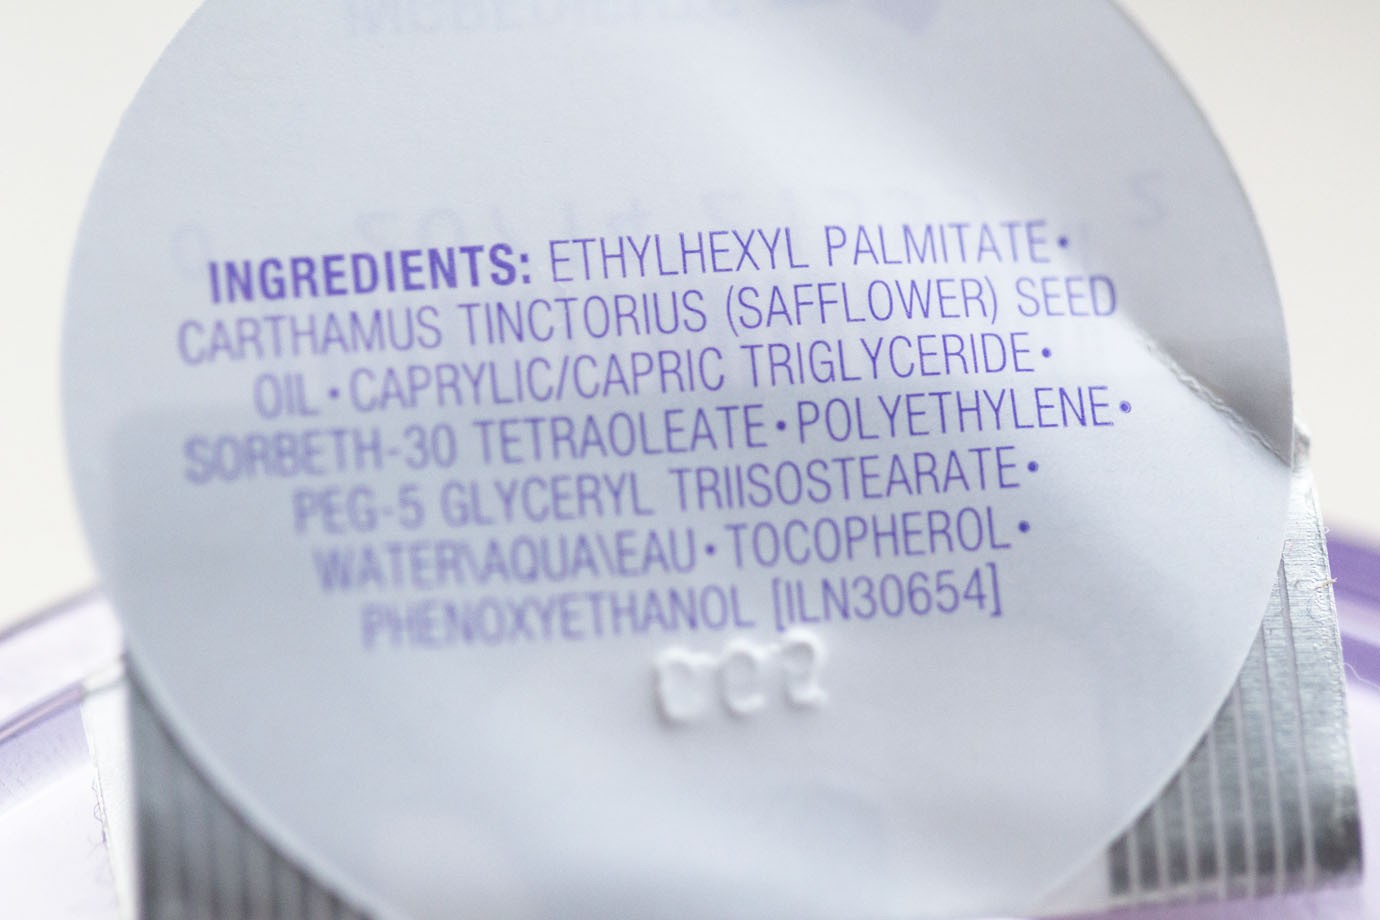 INGREDIENTS: ETHYLHEXYL PALMITATE•
CARTHAMUS TINCTORIUS (SAFFLOWER) SEED
OIL•CAPRYLIC/CAPRIC TRIGLYCERIDE•
SORBETH-30 TETRAOLEATE•POLYETHYLENE•
PEG-5 GLYCERYL TRIISOSTEARATE•
WATER\AQUA\EAU•TOCOPHEROL•
PHENOXYETHANOL [ILN30654]